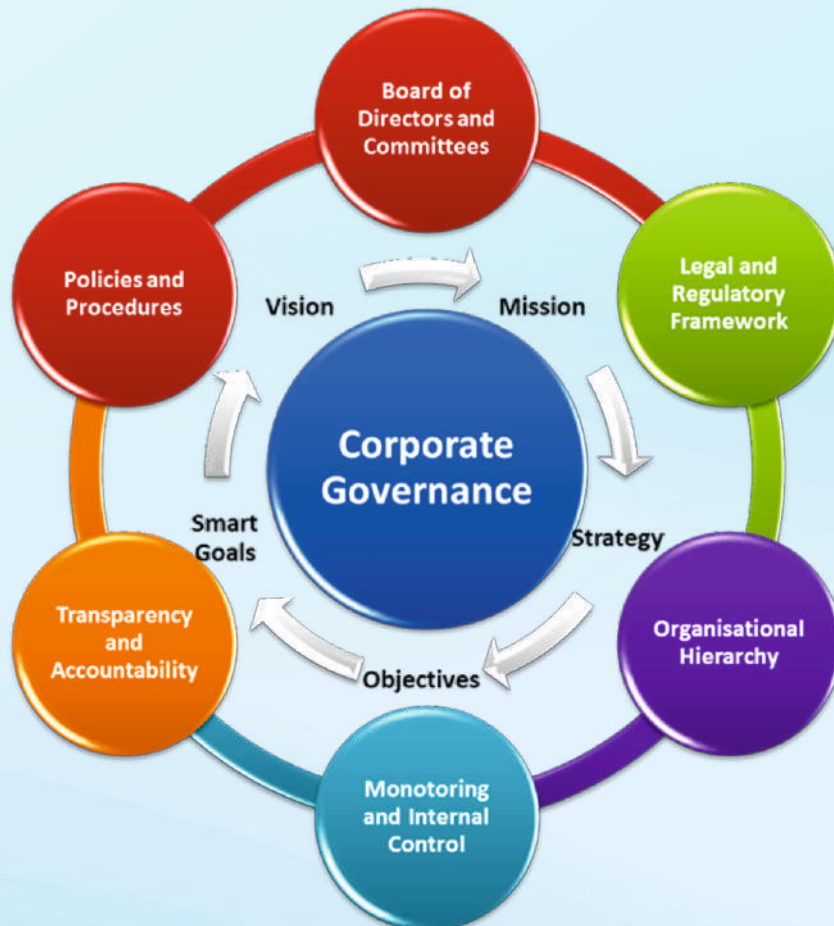 Board of
Directors and
Committees
Policies and
Procedures
Legal and
Regulatory
Framework
Vision
Mission
Corporate
Governance
Smart
Goals
Strategy
Transparency
and
Accountability
Organisational
Hierarchy
Objectives
Monotoring
and Internal
Control